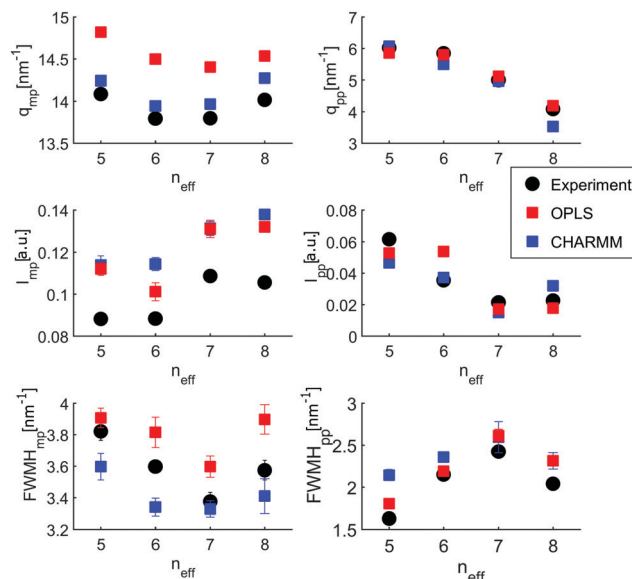 15
14.5
14
13.5
q_mp[nm⁻¹]
5 6 7 8
n_eff
7
6
5
4
3
q_pp[nm⁻¹]
5 6 7 8
n_eff
Experiment
OPLS
CHARMM
0.14
0.12
0.1
0.08
I_mp[a.u.]
5 6 7 8
n_eff
0.08
0.06
0.04
0.02
0
I_pp[a.u.]
5 6 7 8
n_eff
4
3.8
3.6
3.4
3.2
FWMH_mp[nm⁻¹]
5 6 7 8
n_eff
3
2.5
2
1.5
FWMH_pp[nm⁻¹]
5 6 7 8
n_eff